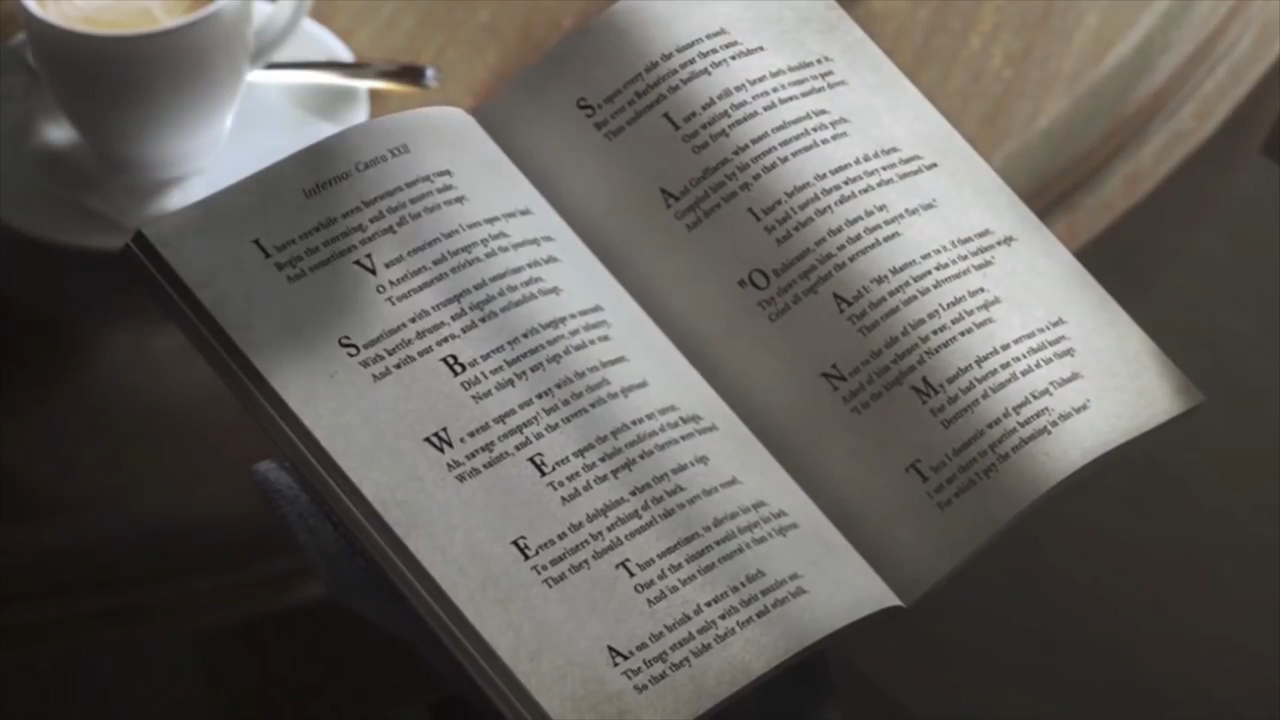 Inferno: Canto XXII
I have erewhile seen horsemen moving camp,
Begin the storming, and their muster make,
And sometimes starting off for their escape;
Vaunt-couriers have I seen upon your land,
O Aretines, and foragers go forth,
Tournaments stricken, and the joustings run,
Sometimes with trumpets and sometimes with bells,
With kettle-drums, and signals of the castles,
And with our own, and with outlandish things,
But never yet with bagpipe so uncouth
Did I see horsemen move, nor infantry,
Nor ship by any sign of land or star.
We went upon our way with the ten demons;
Ah, savage company! but in the church
With saints, and in the tavern with the gluttons!
Ever upon the pitch was my intent,
To see the whole condition of that Bolgia,
And of the people who therein were burned.
Even as the dolphins, when they make a sign
To mariners by arching of the back,
That they should counsel take to save their vessel,
Thus sometimes, to alleviate his pain,
One of the sinners would display his back,
And in less time conceal it than it lightens.
As on the brink of water in a ditch
The frogs stand only with their muzzles out,
So that they hide their feet and other bulk,
So upon every side the sinners stood;
But ever as Barbariccia near them came,
Thus underneath the boiling they withdrew.
I saw, and still my heart doth shudder at it,
One waiting thus, even as it comes to pass
One frog remains, and down another dives;
And Graffiacan, who most confronted him,
Grappled him by his tresses smeared with pitch,
And drew him up, so that he seemed an otter.
I knew, before, the names of all of them,
So had I noted them when they were chosen,
And when they called each other, listened how.
"O Rubicante, see that thou do lay
Thy claws upon him, so that thou mayst flay him,"
Cried all together the accursed ones.
And I: "My Master, see to it, if thou canst,
That thou mayst know who is the luckless wight,
Thus come into his adversaries' hands."
Near to the side of him my Leader drew,
Asked of him whence he was; and he replied:
"I in the kingdom of Navarre was born;
My mother placed me servant to a lord,
For she had borne me to a ribald knave,
Destroyer of himself and of his things.
Then I domestic was of good King Thibault;
I set me there to practise barratry,
For which I pay the reckoning in this heat."